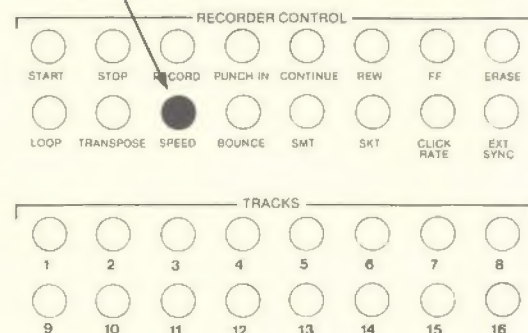 RECORDER CONTROL
START STOP RECORD PUNCH IN CONTINUE REW FF ERASE
LOOP TRANSPOSE SPEED BOUNCE SMT SKT CLICK RATE EXT SYNC
TRACKS
1 2 3 4 5 6 7 8
9 10 11 12 13 14 15 16